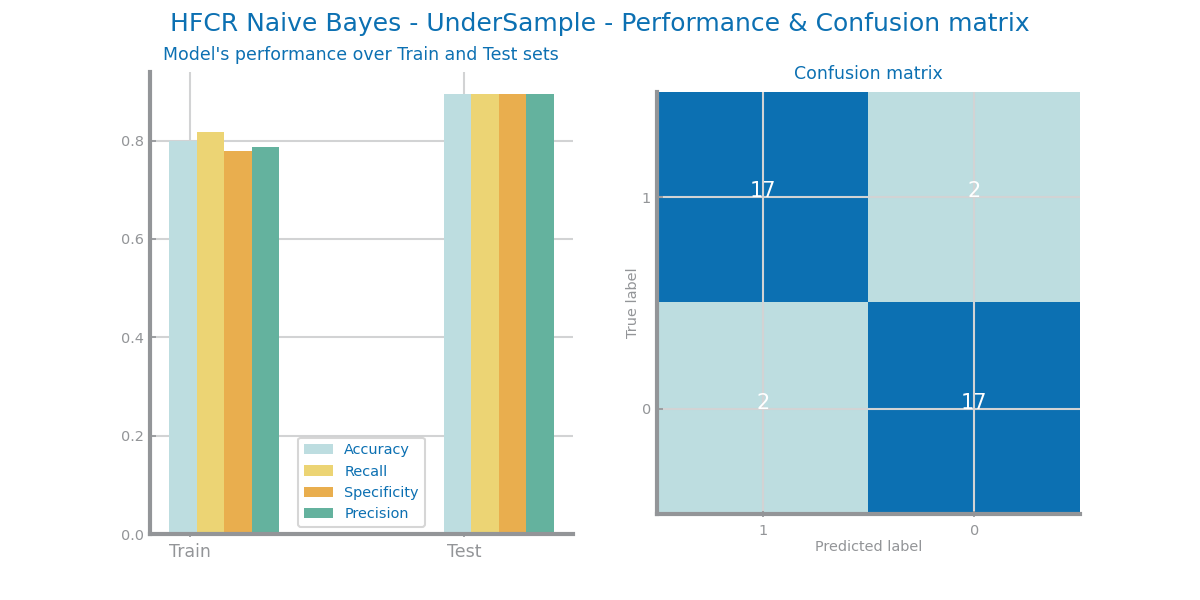 HFCR Naive Bayes - UnderSample - Performance & Confusion matrix
Model's performance over Train and Test sets
0.8
0.6
0.4
0.2
0.0
Train
Test
Accuracy
Recall
Specificity
Precision
Confusion matrix
True label
1
0
17
2
2
17
1
0
Predicted label